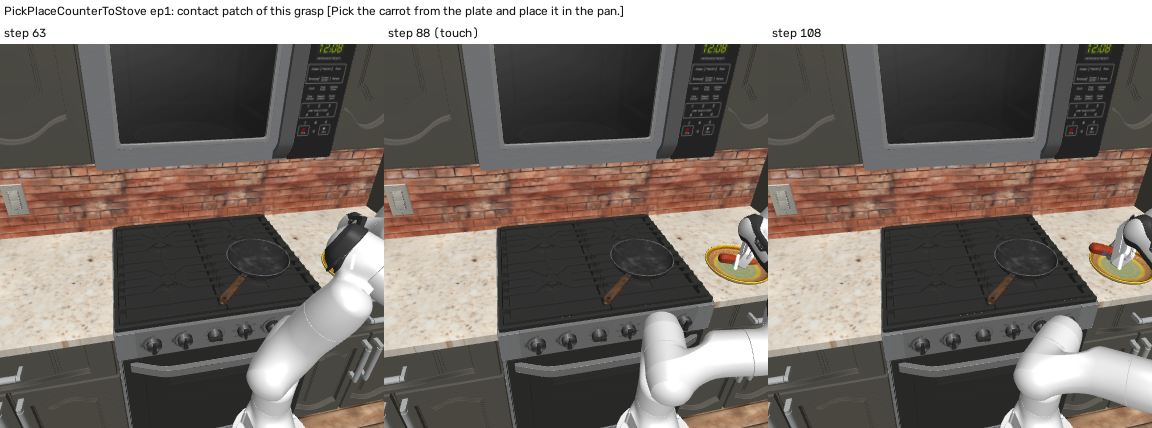 PickPlaceCounterToStove ep1: contact patch of this grasp [Pick the carrot from the plate and place it in the pan.]
step 63
step 88 (touch)
step 108
12:08
12:08
12:08